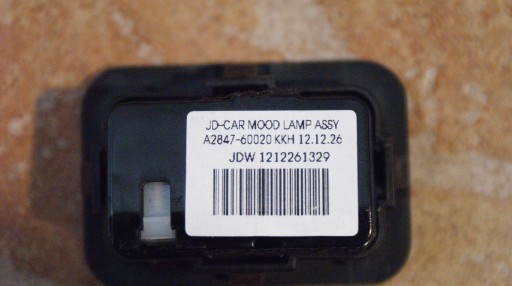 JD-CAR MOOD LAMP ASSY
A2847-60020 KKH 12.12.26
JDW 1212261329